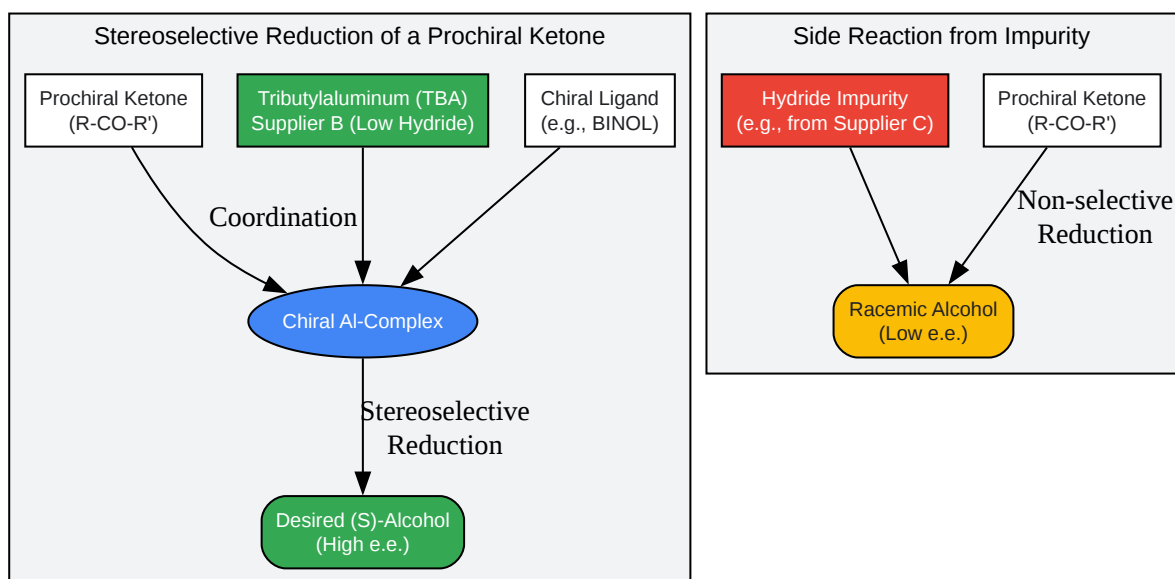 Stereoselective Reduction of a Prochiral Ketone
Prochiral Ketone
(R-CO-R')
Tributylaluminum (TBA)
Supplier B (Low Hydride)
Chiral Ligand
(e.g., BINOL)
Coordination
Chiral Al-Complex
Stereoselective
Reduction
Desired (S)-Alcohol
(High e.e.)
Side Reaction from Impurity
Hydride Impurity
(e.g., from Supplier C)
Prochiral Ketone
(R-CO-R')
Non-selective
Reduction
Racemic Alcohol
(Low e.e.)